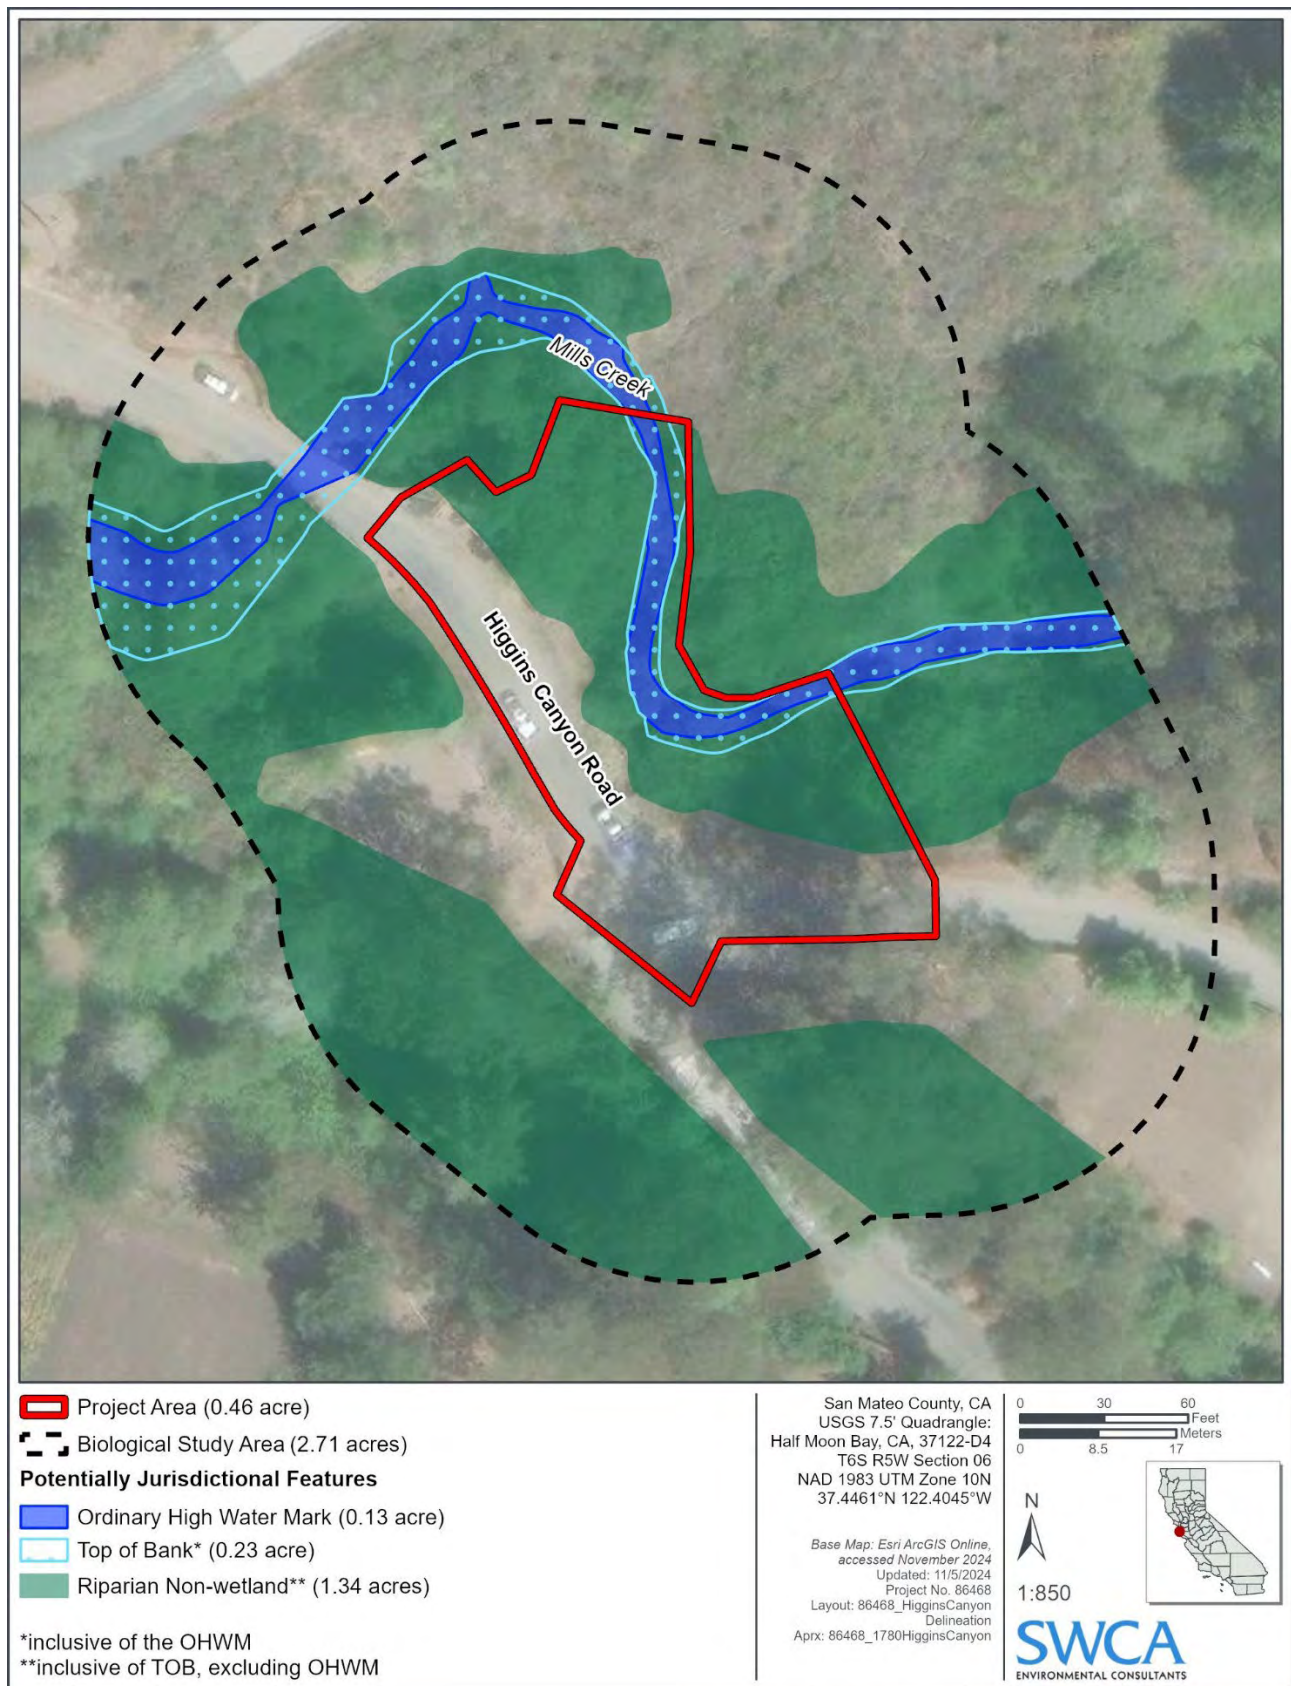 Mills Creek
Higgins Canyon Road
Project Area (0.46 acre)
Biological Study Area (2.71 acres)
Potentially Jurisdictional Features
Ordinary High Water Mark (0.13 acre)
Top of Bank* (0.23 acre)
Riparian Non-wetland** (1.34 acres)
*inclusive of the OHWM
**inclusive of TOB, excluding OHWM
San Mateo County, CA
USGS 7.5' Quadrangle:
Half Moon Bay, CA, 37122-D4
T6S R5W Section 06
NAD 1983 UTM Zone 10N
37.4461°N 122.4045°W
Base Map: Esri ArcGIS Online,
accessed November 2024
Updated: 11/5/2024
Project No. 86468
Layout: 86468_HigginsCanyon
Delineation
Aprx: 86468_1780HigginsCanyon
0 30 60
Feet
Meters
0 8.5 17
N
1:850
SWCA
ENVIRONMENTAL CONSULTANTS